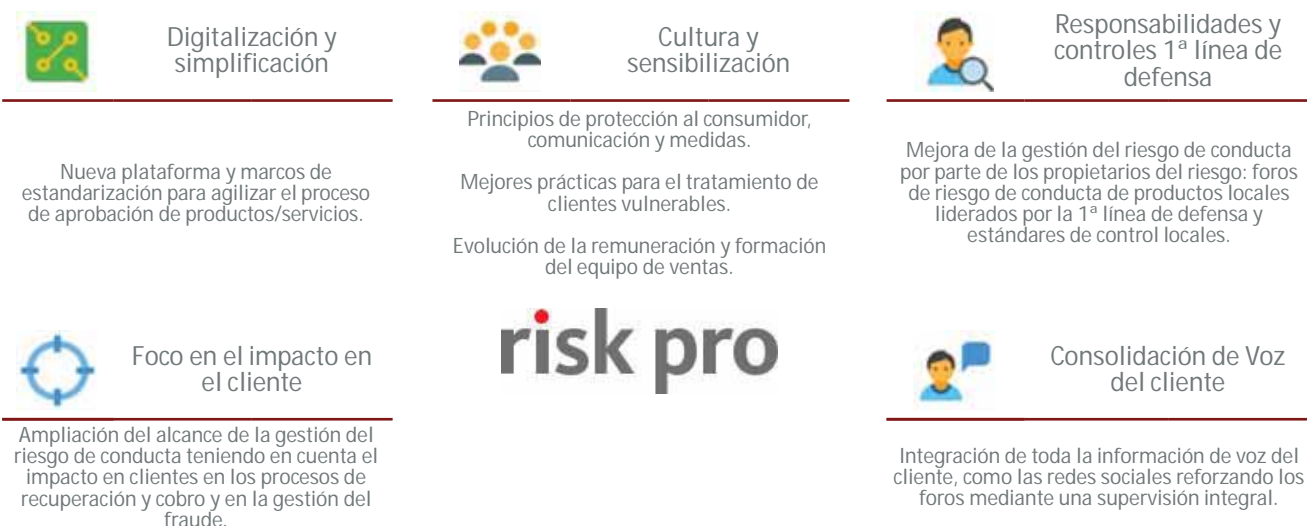 Digitalización y
simplificación
Nueva plataforma y marcos de
estandarización para agilizar el proceso
de aprobación de productos/servicios.
Cultura y
sensibilización
Principios de protección al consumidor,
comunicación y medidas.
Mejores prácticas para el tratamiento de
clientes vulnerables.
Evolución de la remuneración y formación
del equipo de ventas.
Responsabilidades y
controles 1ª línea de
defensa
Mejora de la gestión del riesgo de conducta
por parte de los propietarios del riesgo: foros
de riesgo de conducta de productos locales
liderados por la 1ª línea de defensa y
estándares de control locales.
Foco en el impacto en
el cliente
Ampliación del alcance de la gestión del
riesgo de conducta teniendo en cuenta el
impacto en clientes en los procesos de
recuperación y cobro y en la gestión del
fraude.
risk pro
Consolidación de Voz
del cliente
Integración de toda la información de voz del
cliente, como las redes sociales reforzando los
foros mediante una supervisión integral.